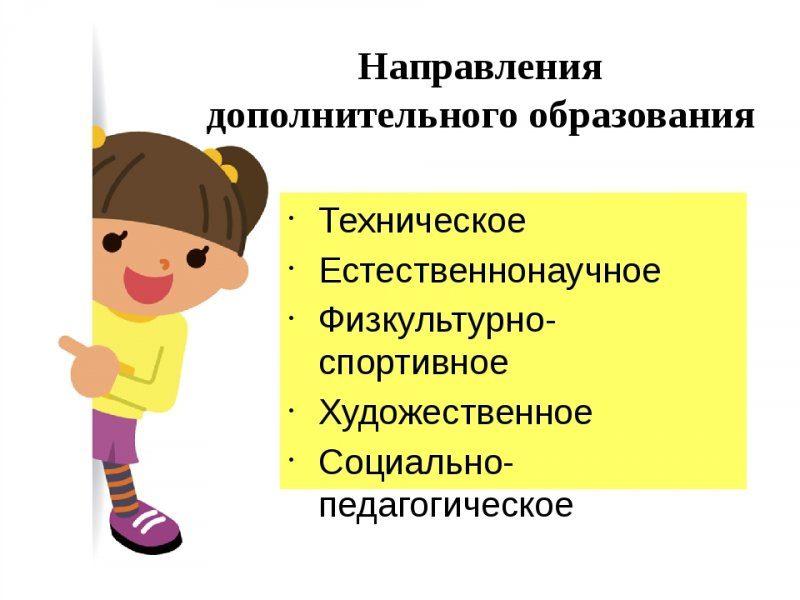 Направления
дополнительного образования
· Техническое
· Естественнонаучное
· Физкультурно-
спортивное
· Художественное
· Социально-
педагогическое